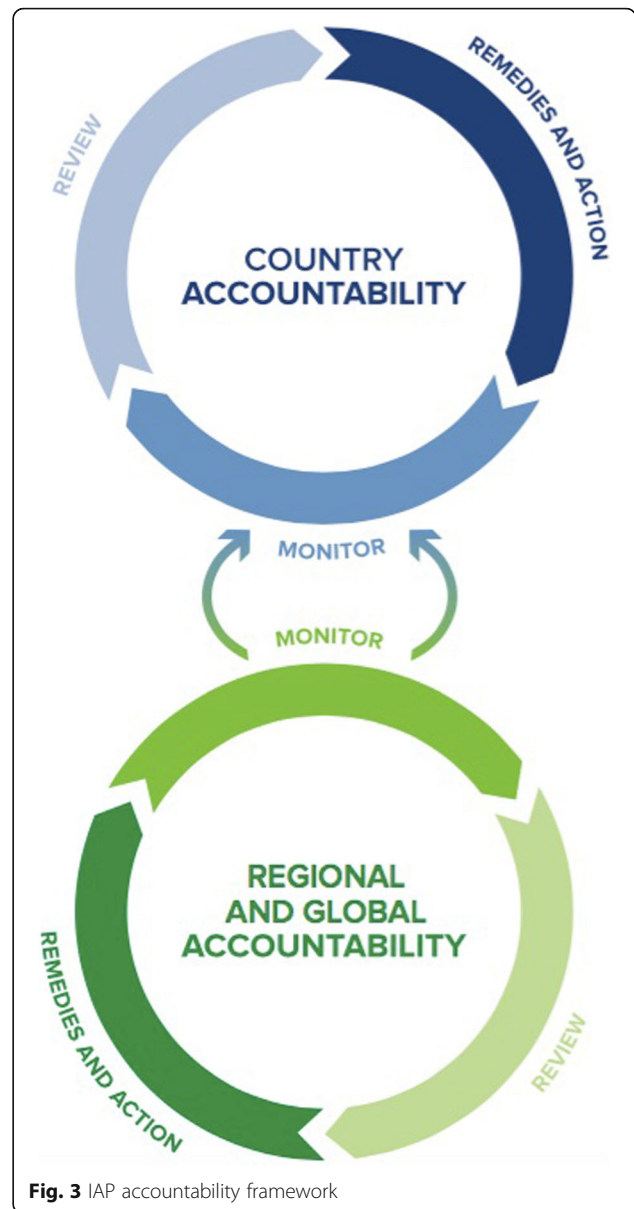 REVIEW
REMEDIES AND ACTION
COUNTRY
ACCOUNTABILITY
MONITOR
MONITOR
REGIONAL
AND GLOBAL
ACCOUNTABILITY
REMEDIES AND ACTION
REVIEW
Fig. 3 IAP accountability framework